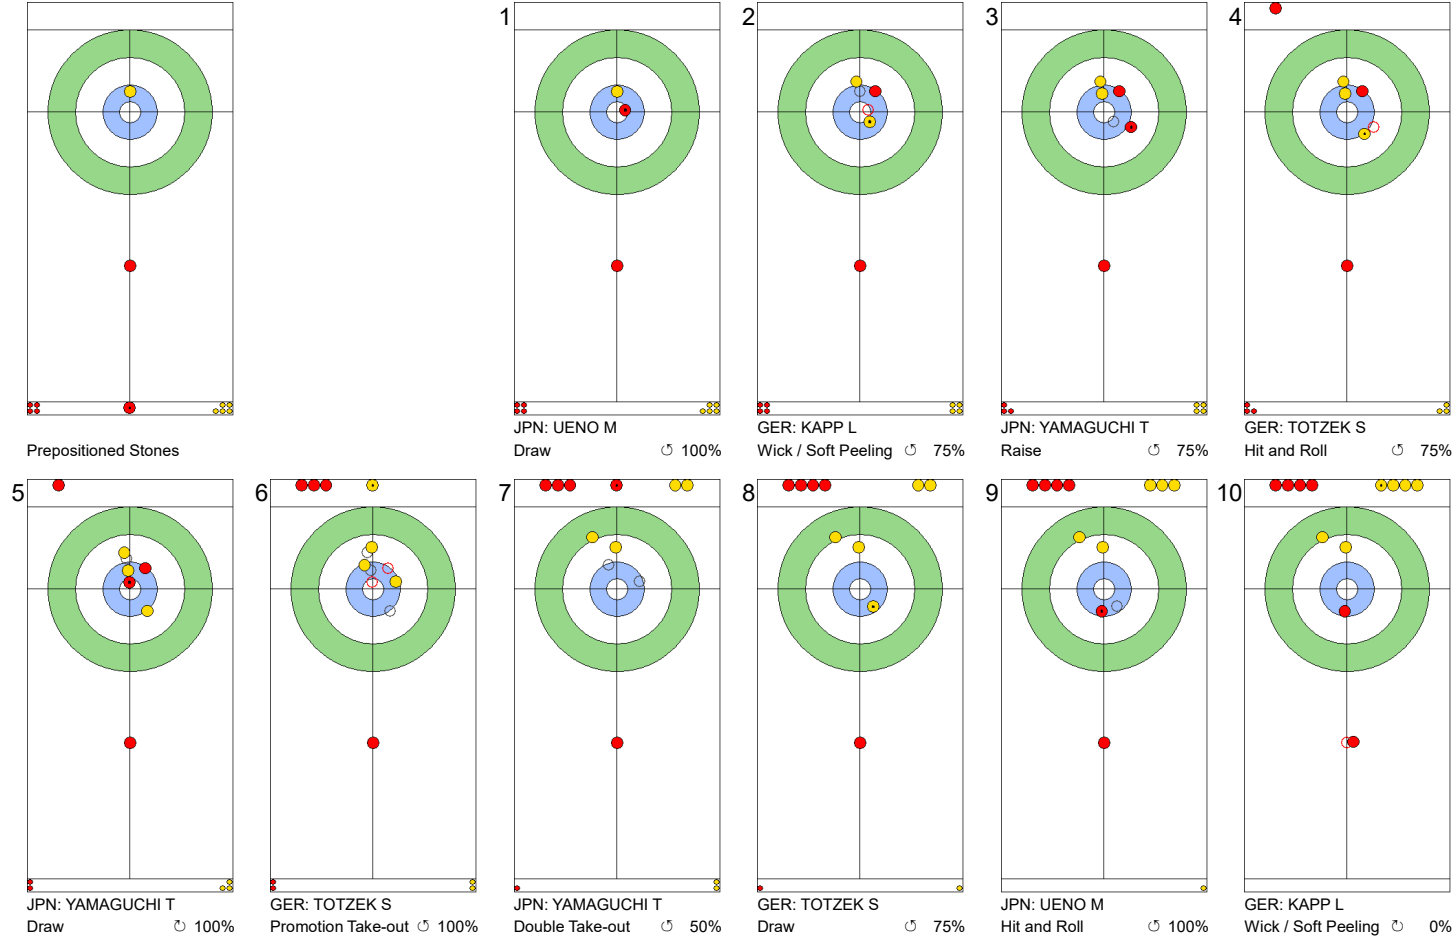 1
2
3
4
Prepositioned Stones
JPN: UENO M
Draw 100%
GER: KAPP L
Wick / Soft Peeling 75%
JPN: YAMAGUCHI T
Raise 75%
GER: TOTZEK S
Hit and Roll 75%
5
6
7
8
9
10
JPN: YAMAGUCHI T
Draw 100%
GER: TOTZEK S
Promotion Take-out 100%
JPN: YAMAGUCHI T
Double Take-out 50%
GER: TOTZEK S
Draw 75%
JPN: UENO M
Hit and Roll 100%
GER: KAPP L
Wick / Soft Peeling 0%